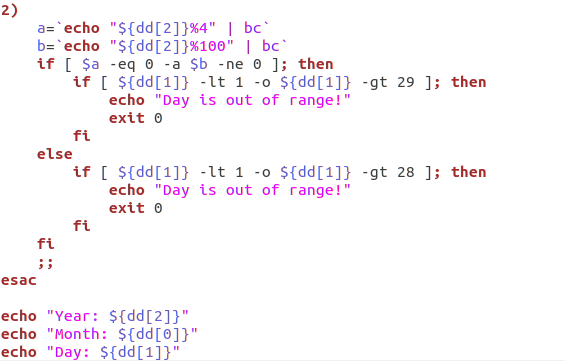 2)
    a=`echo "${dd[2]}%4" | bc`
    b=`echo "${dd[2]}%100" | bc`
    if [ $a -eq 0 -a $b -ne 0 ]; then
        if [ ${dd[1]} -lt 1 -o ${dd[1]} -gt 29 ]; then
            echo "Day is out of range!"
            exit 0
        fi
    else
        if [ ${dd[1]} -lt 1 -o ${dd[1]} -gt 28 ]; then
            echo "Day is out of range!"
            exit 0
        fi
    fi
    ;;
esac

echo "Year: ${dd[2]}"
echo "Month: ${dd[0]}"
echo "Day: ${dd[1]}"